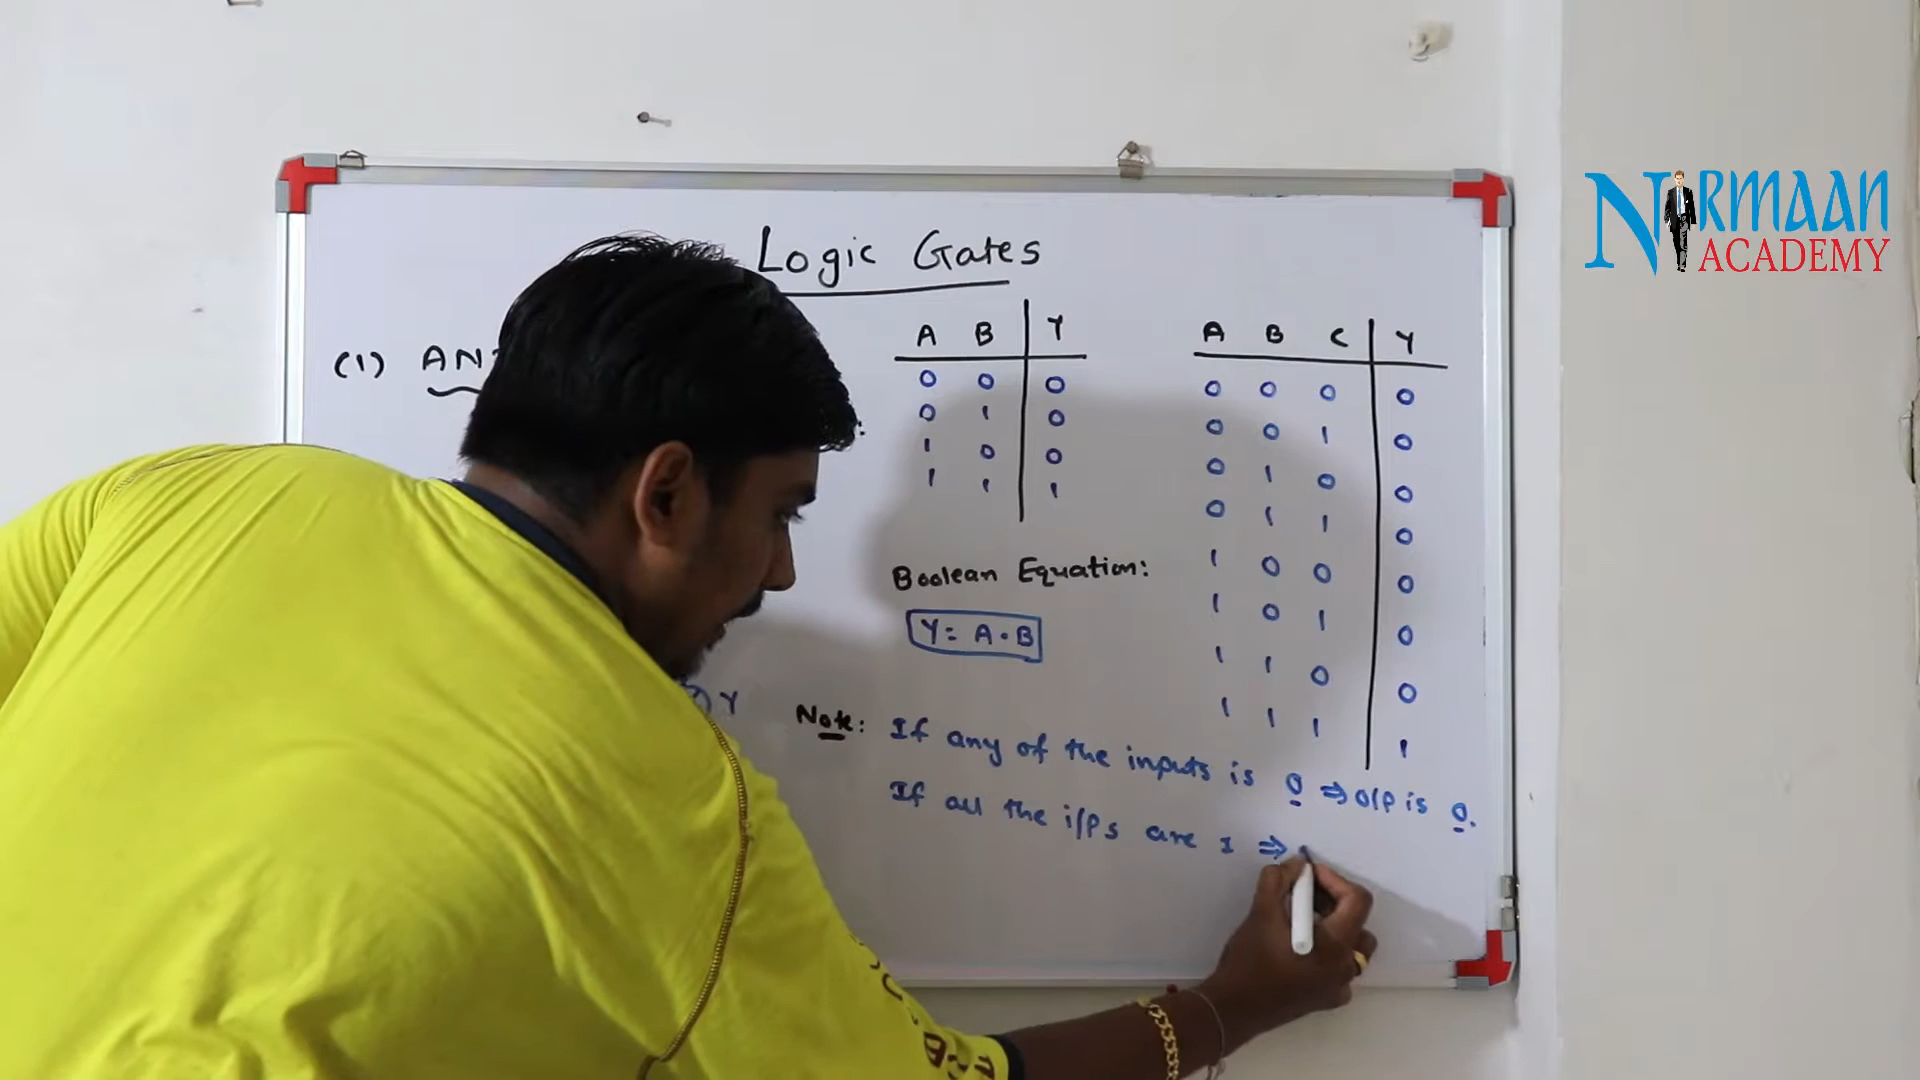 NIRMAAN
ACADEMY
Logic Gates
(1)
A B Y
0 0 0
0 1 0
1 0 0
1 1 1
A B C Y
0 0 0 0
0 0 1 0
0 1 0 0
0 1 1 0
1 0 0 0
1 0 1 0
1 1 0 0
1 1 1 1
Boolean Equation:
Y = A . B
Y
Note: If any of the inputs is 0 ⇒ O/P is 0.
If all the i/Ps are 1 ⇒